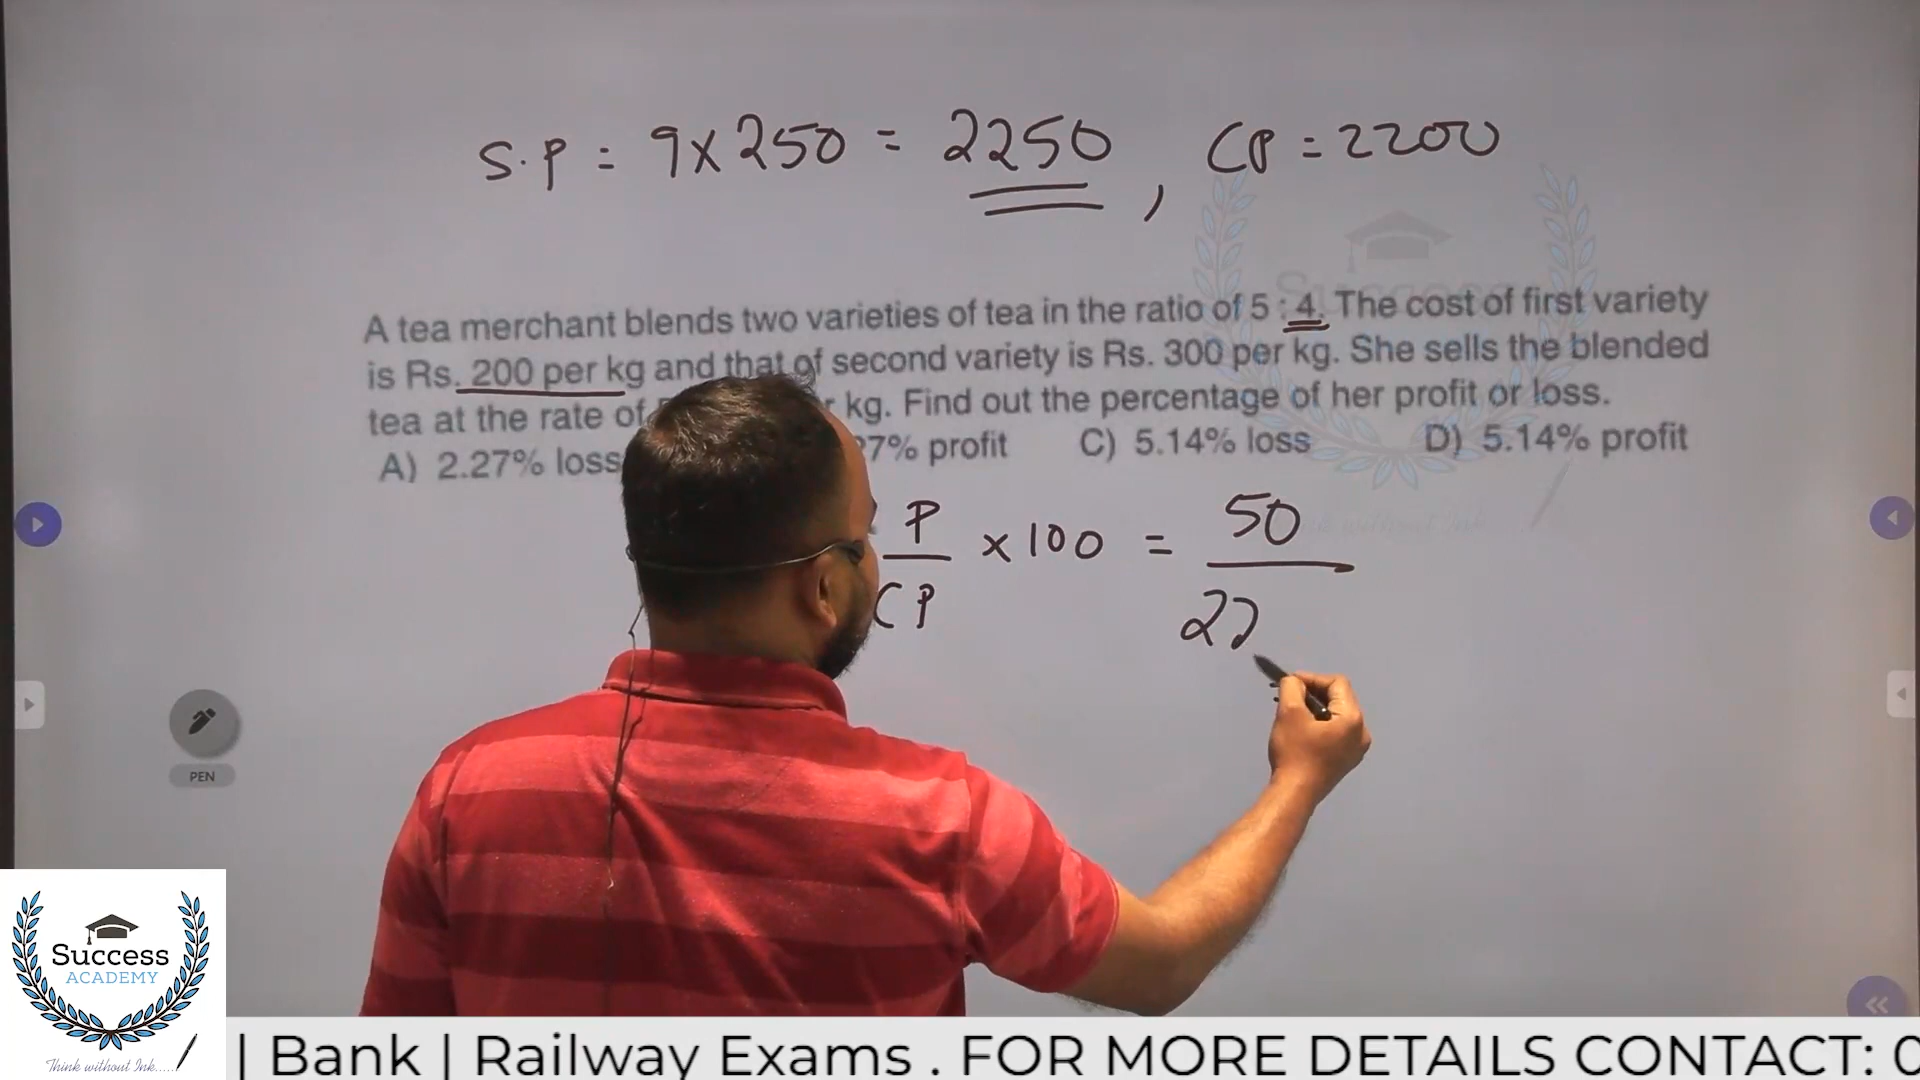 S.P = 9 x 250 = 2250 , CP = 2200
A tea merchant blends two varieties of tea in the ratio of 5 : 4. The cost of first variety
is Rs. 200 per kg and that of second variety is Rs. 300 per kg. She sells the blended
tea at the rate of kg. Find out the percentage of her profit or loss.
A) 2.27% loss 7% profit C) 5.14% loss D) 5.14% profit
P / CP x 100 = 50 / 22
PEN
Success
ACADEMY
Think without Ink.....
| Bank | Railway Exams . FOR MORE DETAILS CONTACT: 0